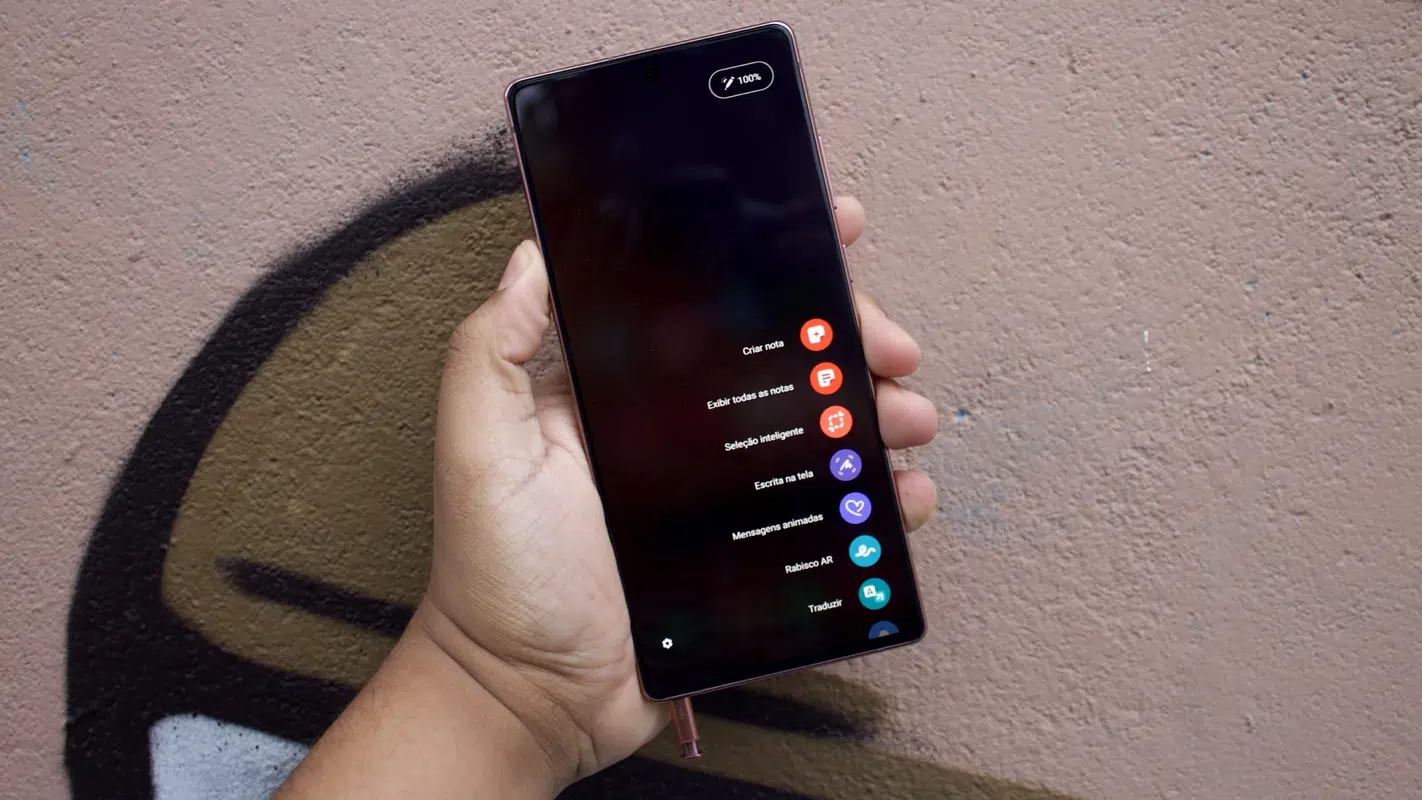 100%
Criar nota
Exibir todas as notas
Seleção inteligente
Escrita na tela
Mensagens animadas
Rabisco AR
Traduzir